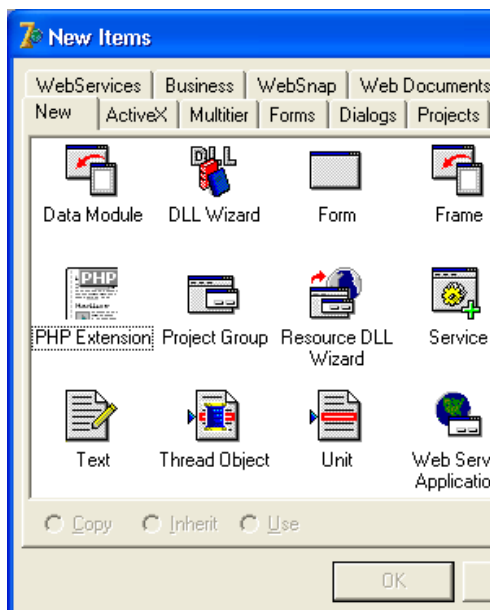 New Items
WebServices Business WebSnap Web Documents
New ActiveX Multitier Forms Dialogs Projects
DLL
Data Module DLL Wizard Form Frame
PHP
PHP Extension Project Group Resource DLL Wizard Service
Text Thread Object Unit Web Serv
Applicatio
Copy Inherit Use
OK